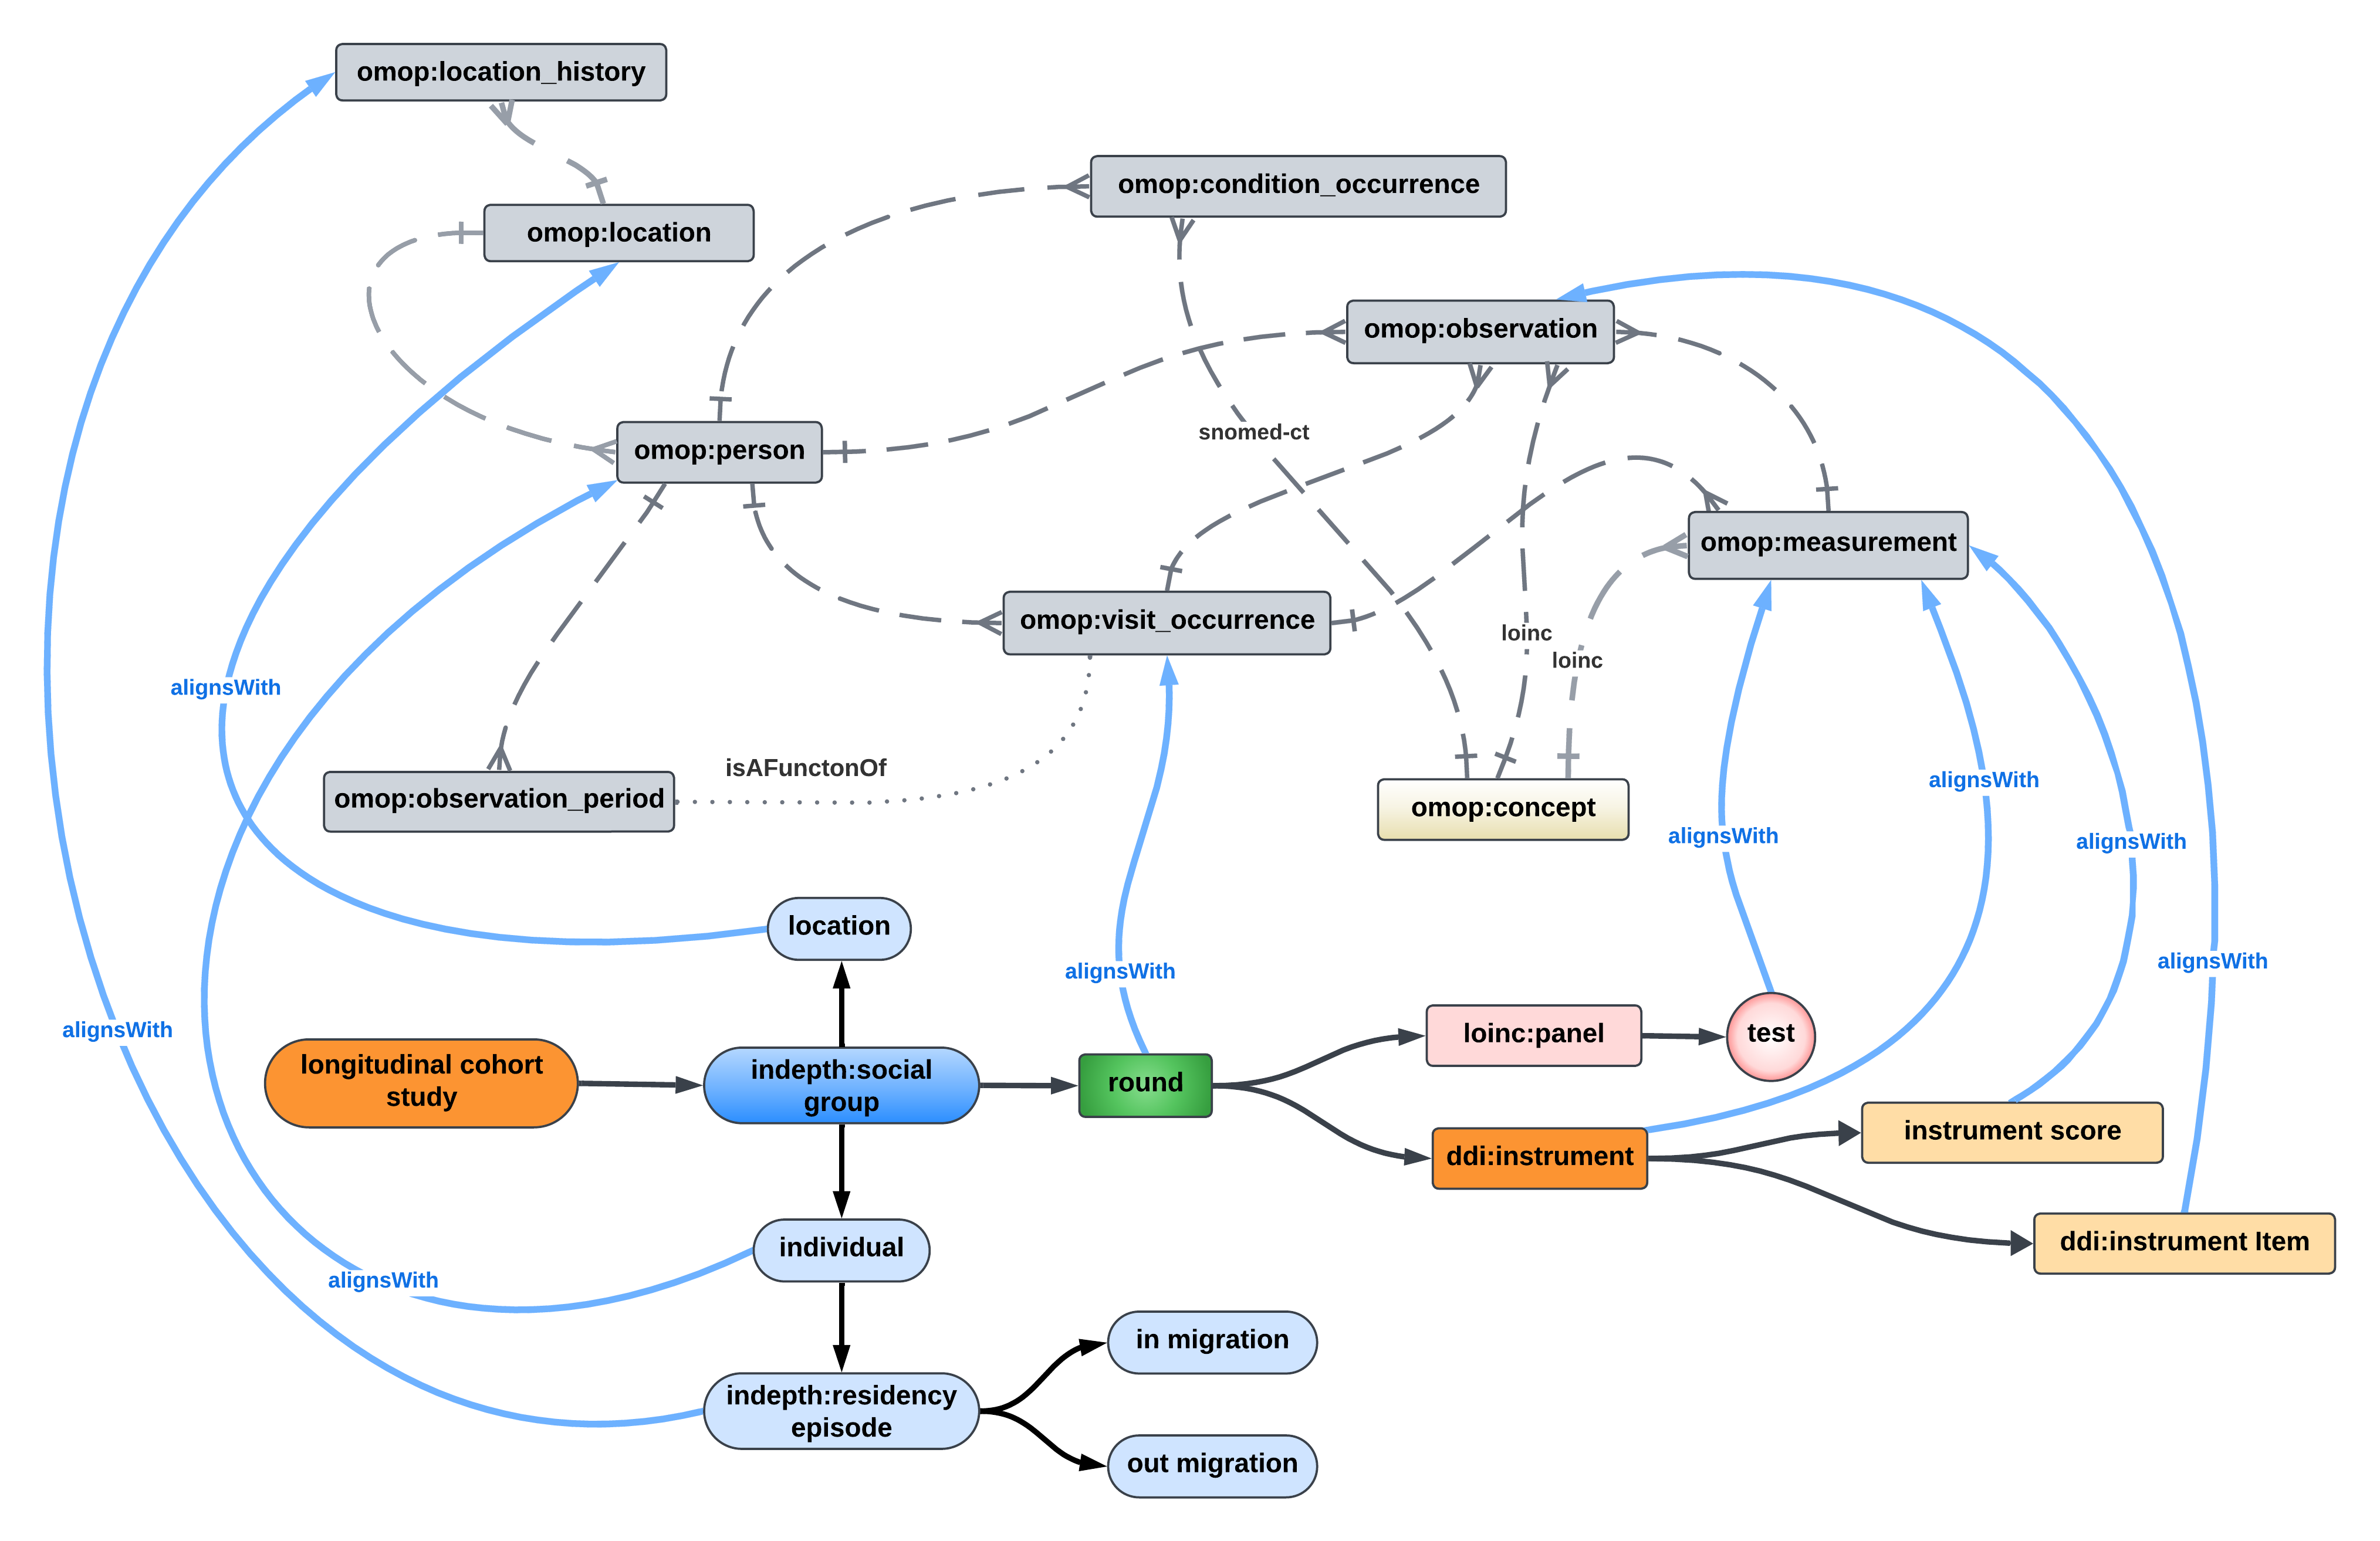 omop:location_history
omop:condition_occurrence
omop:location
omop:observation
snomed-ct
omop:person
omop:measurement
omop:visit_occurrence
loinc
loinc
alignsWith
isAFunctonOf
alignsWith
omop:observation_period
omop:concept
alignsWith
alignsWith
location
alignsWith
alignsWith
alignsWith
loinc:panel
test
longitudinal cohort
study
indepth:social
group
round
instrument score
ddi:instrument
individual
ddi:instrument Item
alignsWith
in migration
indepth:residency
episode
out migration